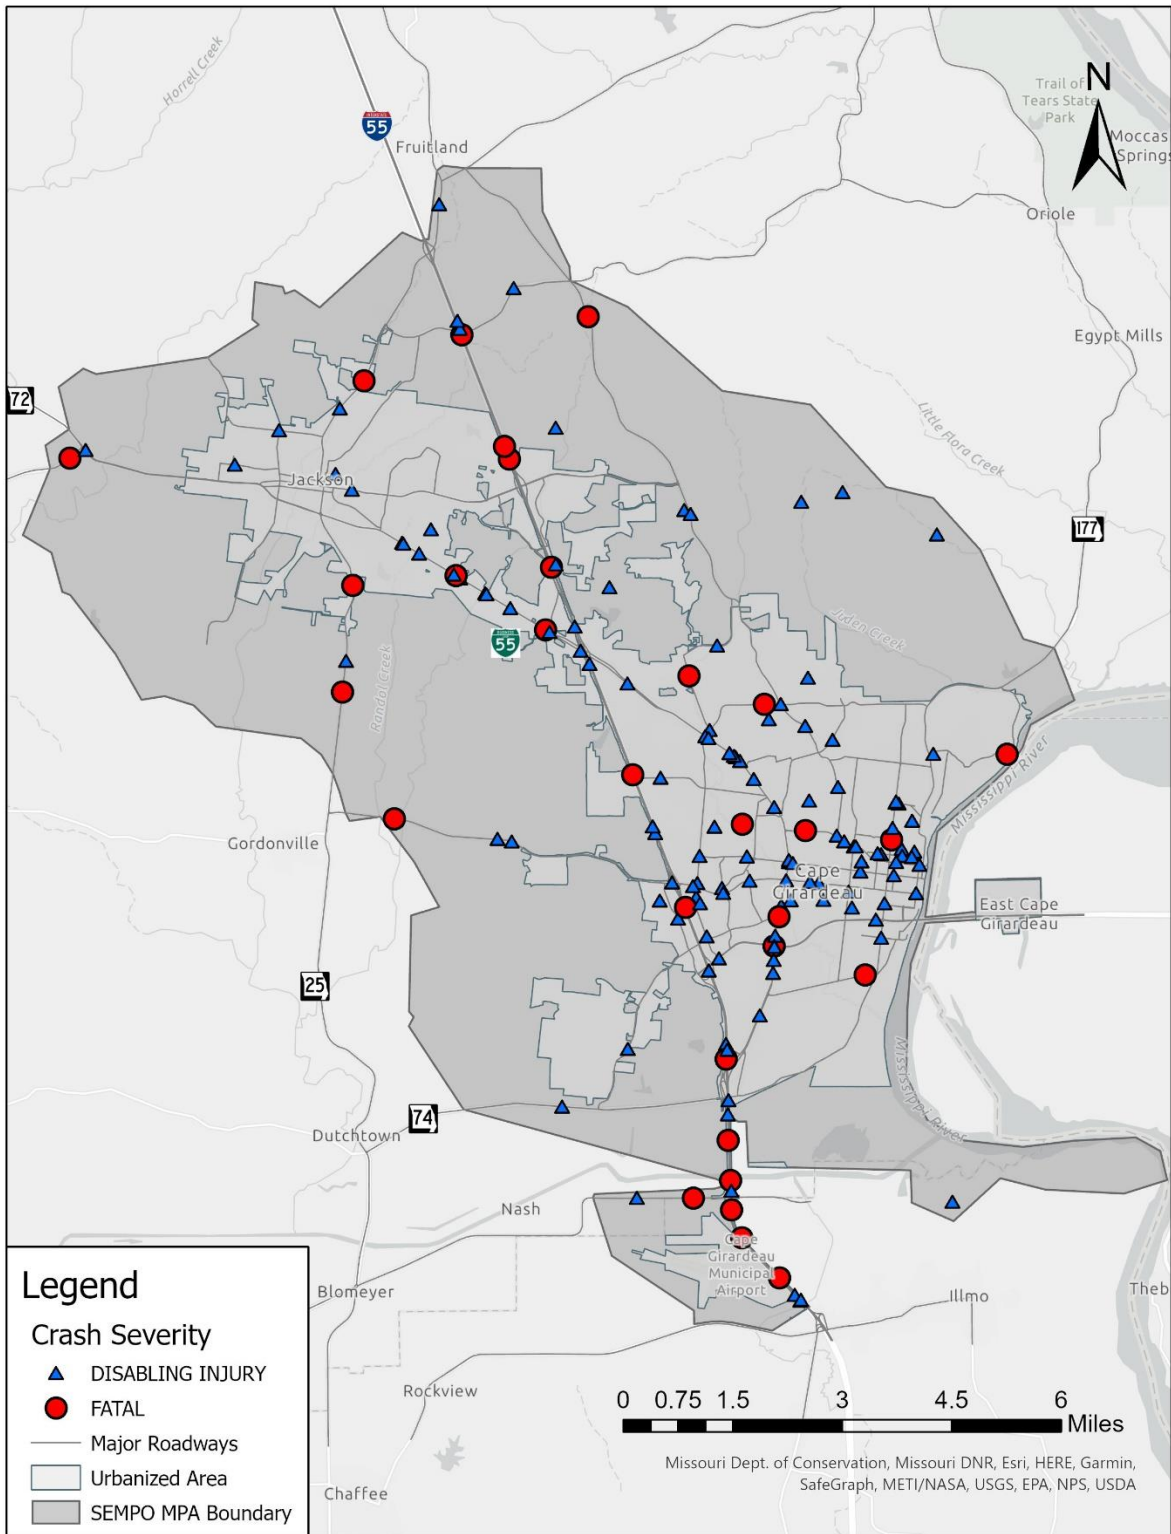 Horrell Creek
INTERSTATE
55
Fruitland
N
Trail of
Tears State
Park
Moccas
Springs
Oriole
Egypt Mills
72
Little Flora Creek
Jackson
177
Juden Creek
BUSINESS
55
Randol Creek
Mississippi River
Gordonville
Cape
Girardeau
East Cape
Girardeau
25
Mississippi River
74
Dutchtown
Nash
Cape
Girardeau
Municipal
Airport
Blomeyer
Illmo
Theb
Rockview
Chaffee
Legend
Crash Severity
DISABLING INJURY
FATAL
Major Roadways
Urbanized Area
SEMPO MPA Boundary
0 0.75 1.5 3 4.5 6
Miles
Missouri Dept. of Conservation, Missouri DNR, Esri, HERE, Garmin,
SafeGraph, METI/NASA, USGS, EPA, NPS, USDA